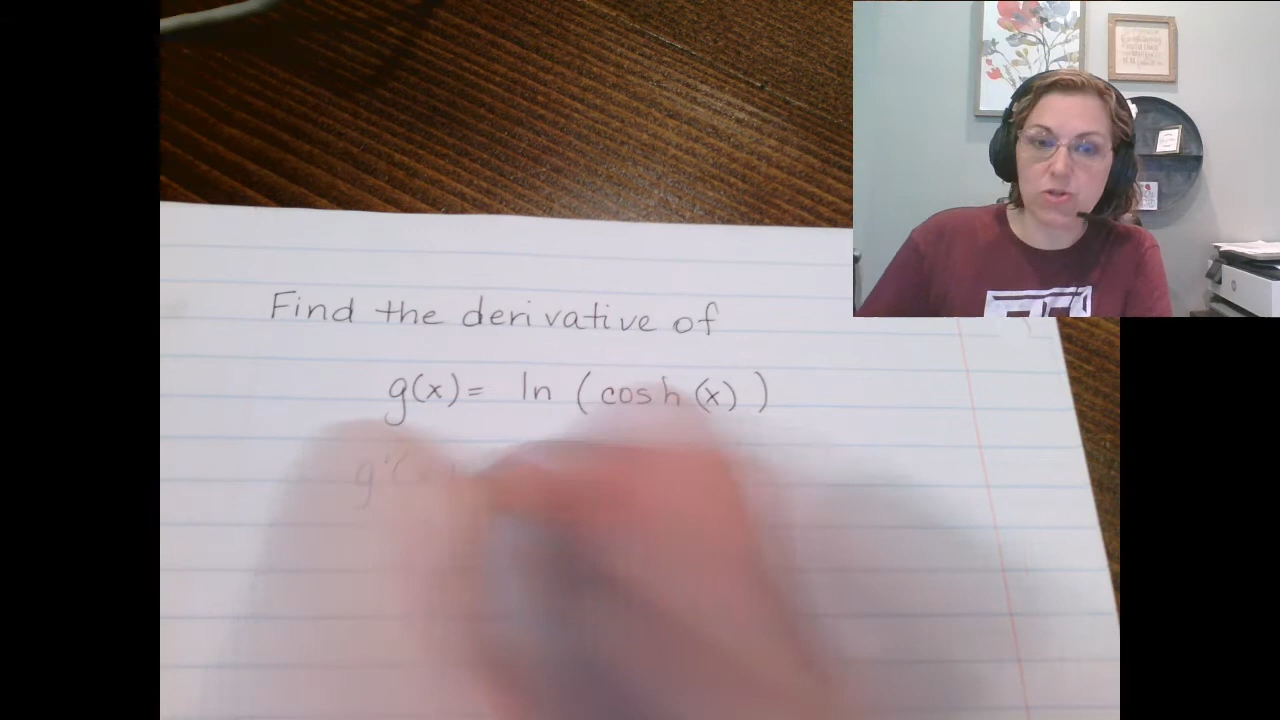 Find the derivative of
g(x) = ln (cosh (x))
g'(x)